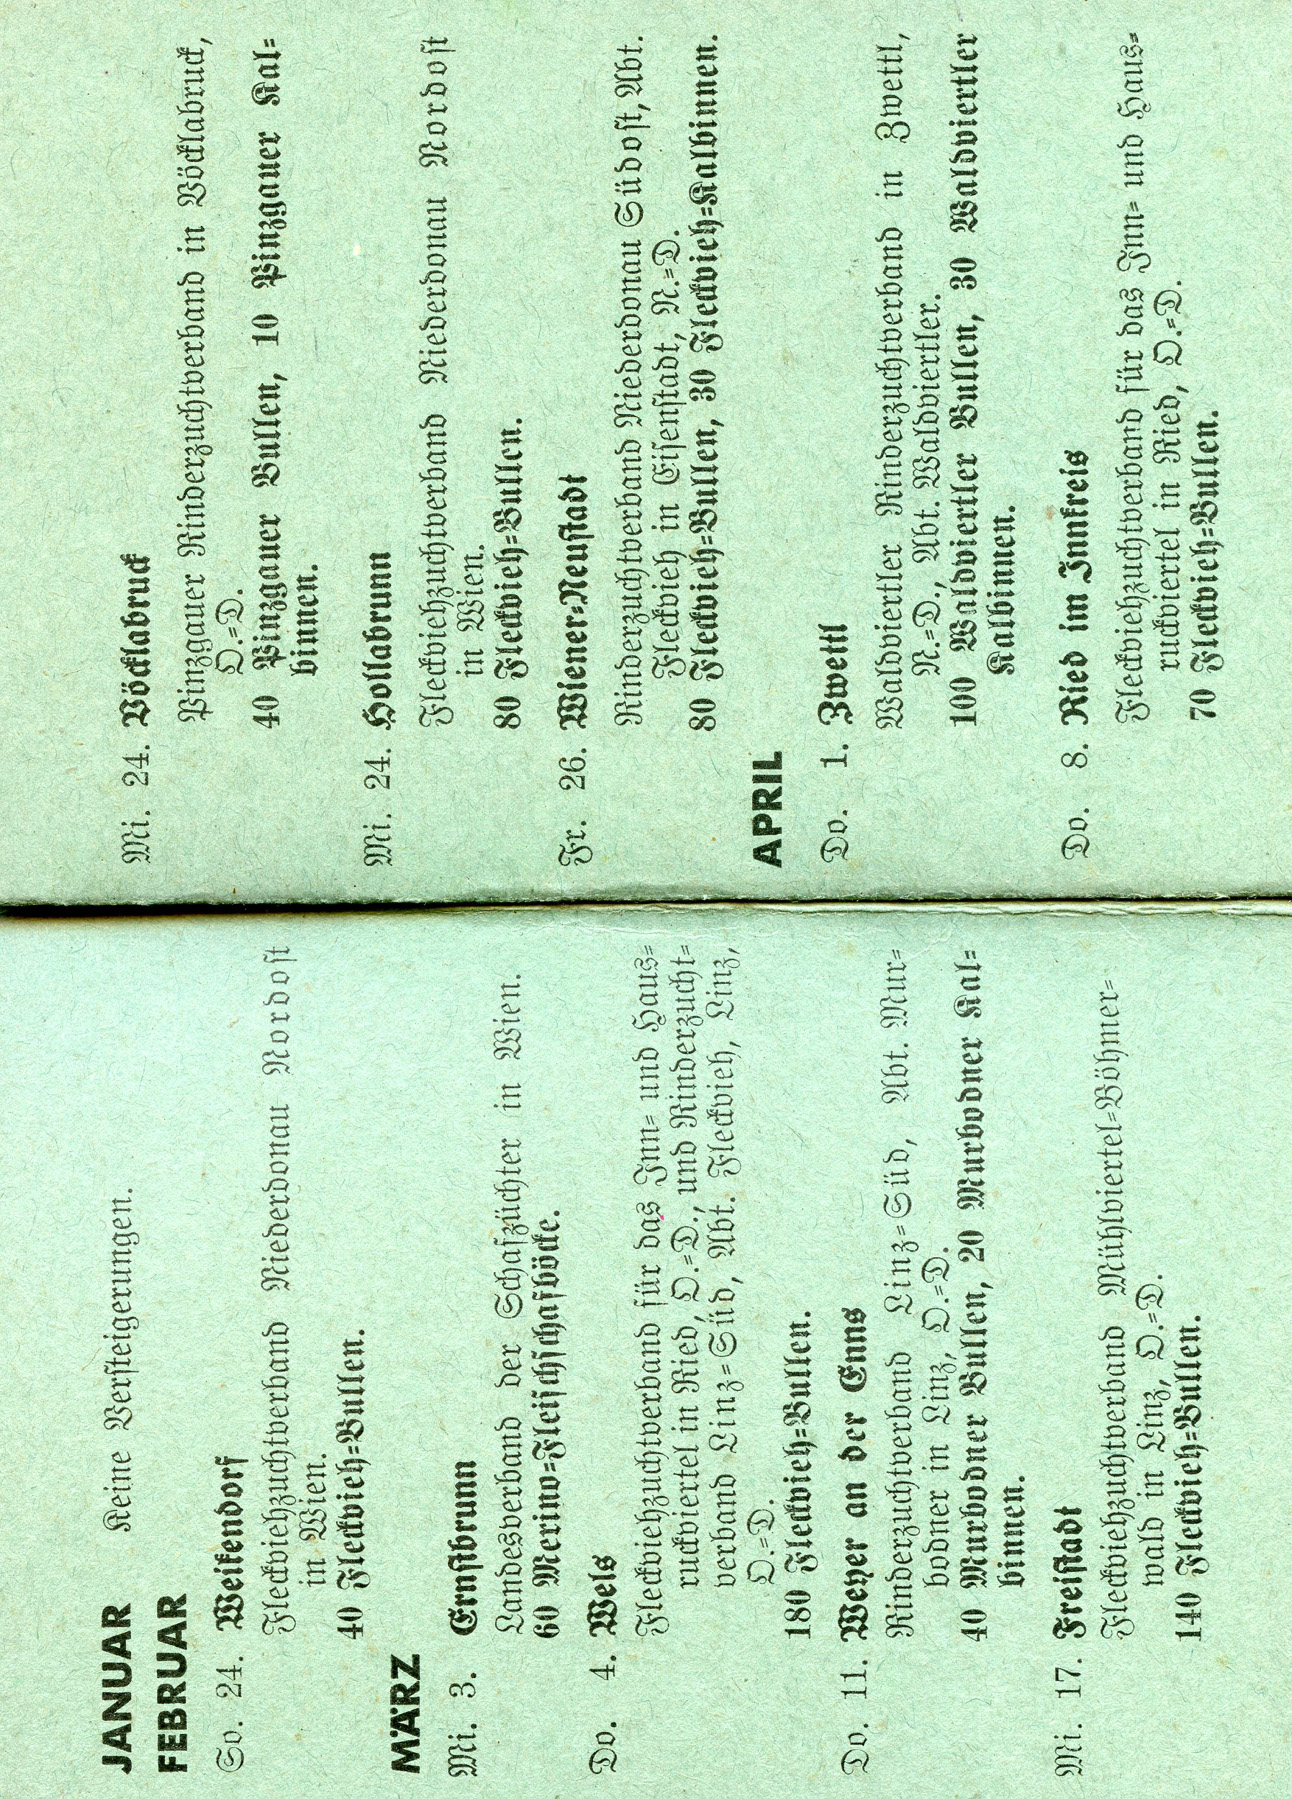 JANUAR Keine Versteigerungen.
FEBRUAR
So. 24. Weikendorf
Fleckviehzuchtverband Niederdonau Nordost
in Wien.
40 Fleckvieh=Bullen.
MÄRZ
Mi. 3. Ernstbrunn
Landesverband der Schafzüchter in Wien.
60 Merino=Fleischschafböcke.
Do. 4. Wels
Fleckviehzuchtverband für das Inn= und Haus=
ruckviertel in Ried, O.=D., und Rinderzucht=
verband Linz=Süd, Abt. Fleckvieh, Linz,
O.=D.
180 Fleckvieh=Bullen.
Do. 11. Weyer an der Enns
Rinderzuchtverband Linz=Süd, Abt. Mur=
bodner in Linz, O.=D.
40 Murbodner Bullen, 20 Murbodner Kal=
binnen.
Mi. 17. Freistadt
Fleckviehzuchtverband Mühlviertel=Böhmer=
wald in Linz, O.=D.
140 Fleckvieh=Bullen.
Mi. 24. Vöcklabruck
Pinzgauer Rinderzuchtverband in Vöcklabruck,
O.=D.
40 Pinzgauer Bullen, 10 Pinzgauer Kal=
binnen.
Mi. 24. Hollabrunn
Fleckviehzuchtverband Niederdonau Nordost
in Wien.
80 Fleckvieh=Bullen.
Fr. 26. Wiener=Neustadt
Rinderzuchtverband Niederdonau Südost, Abt.
Fleckvieh in Eisenstadt, N.=D.
80 Fleckvieh=Bullen, 30 Fleckvieh=Kalbinnen.
APRIL
Do. 1. Zwettl
Waldviertler Rinderzuchtverband in Zwettl,
N.=D., Abt. Waldviertler.
100 Waldviertler Bullen, 30 Waldviertler
Kalbinnen.
Do. 8. Ried im Innkreis
Fleckviehzuchtverband für das Inn= und Haus=
ruckviertel in Ried, O.=D.
70 Fleckvieh=Bullen.